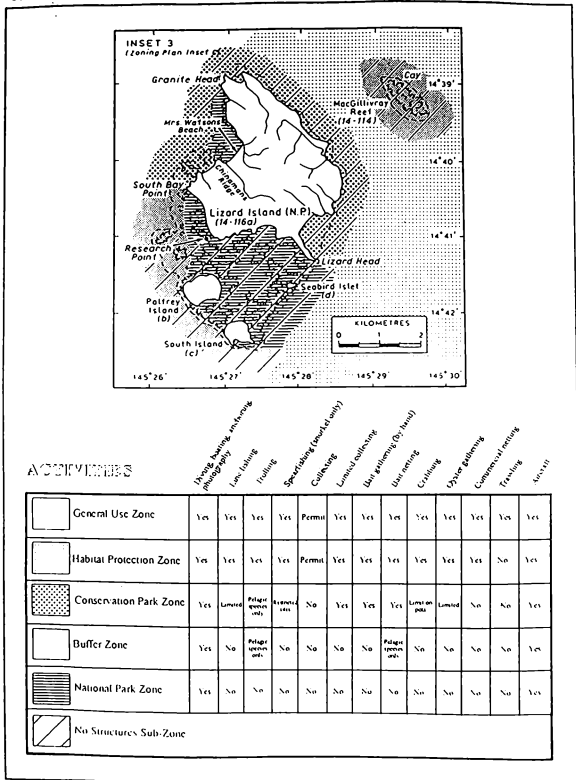 INSET 3
(Zoning Plan Inset
Granite Head
Cay
14°39'
MacGillivray
Reef
(14-114)
Mrs. Watsons
Beach
14°40'
Chinamans
Ridge
South Bay
Point
Lizard Island (N.P.)
(14-116a)
14°41'
Research
Point
Lizard Head
Seabird Islet
(d)
Palfrey
Island
(b)
14°42'
KILOMETRES
0 1 2
South Island
(c)
145°26' 145°27' 145°28' 145°29' 145°30'
ACTIVITIES
Diving, boating, anchoring,
photography
Line fishing
Trolling
Spearfishing (snorkel only)
Collecting
Limited collecting
Bait gathering (by hand)
Bait netting
Crabbing
Oyster gathering
Commercial netting
Trawling
Aircraft
General Use Zone Yes Yes Yes Yes Permit Yes Yes Yes Yes Yes Yes Yes Yes
Habitat Protection Zone Yes Yes Yes Yes Permit Yes Yes Yes Yes Yes Yes No Yes
Conservation Park Zone Yes Limited Pelagic species only No Yes Yes Yes Limit on pots Limited No No Yes
Buffer Zone Yes No Pelagic species only No No No No Pelagic species only No No No No Yes
National Park Zone Yes No No No No No No No No No No No Yes
No Structures Sub-Zone